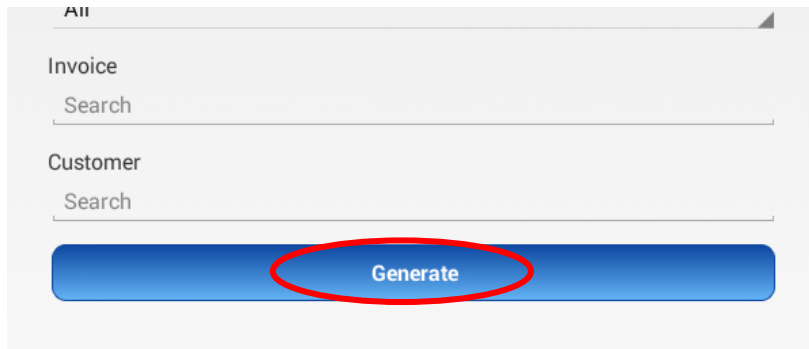 All
Invoice
Search
Customer
Search
Generate